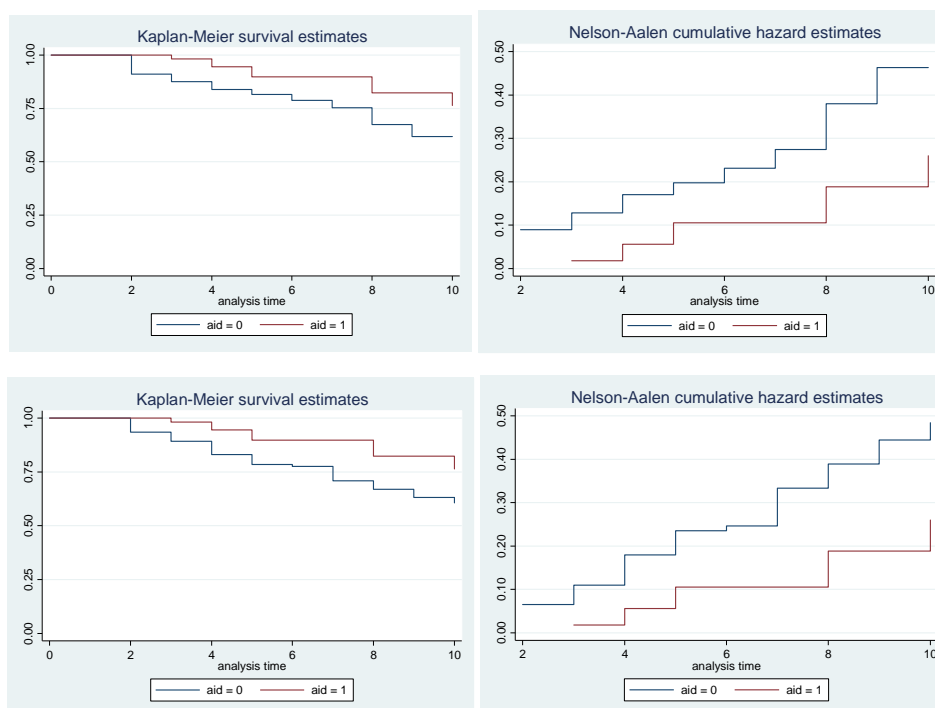 Kaplan-Meier survival estimates
1.00
0.75
0.50
0.25
0.00
0 2 4 6 8 10
analysis time
aid = 0 aid = 1
Nelson-Aalen cumulative hazard estimates
0.50
0.40
0.30
0.20
0.10
0.00
2 4 6 8 10
analysis time
aid = 0 aid = 1
Kaplan-Meier survival estimates
1.00
0.75
0.50
0.25
0.00
0 2 4 6 8 10
analysis time
aid = 0 aid = 1
Nelson-Aalen cumulative hazard estimates
0.50
0.40
0.30
0.20
0.10
0.00
2 4 6 8 10
analysis time
aid = 0 aid = 1